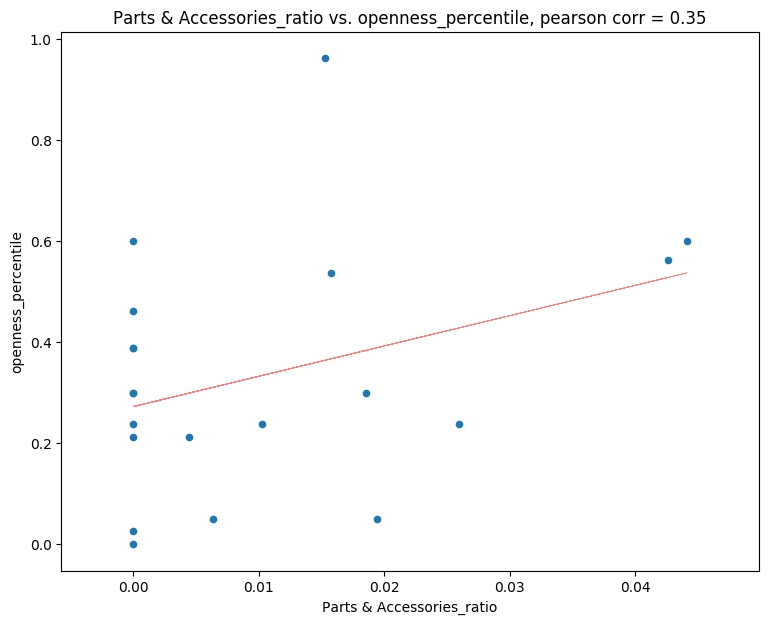 Parts & Accessories_ratio vs. openness_percentile, pearson corr = 0.35
1.0
0.8
0.6
0.4
0.2
0.0
openness_percentile
0.00 0.01 0.02 0.03 0.04
Parts & Accessories_ratio